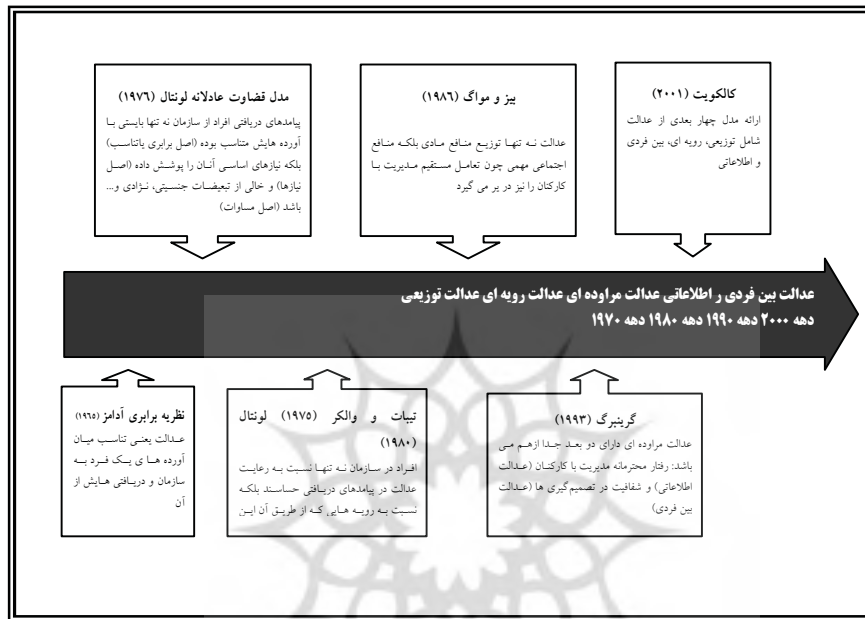 مدل قضاوت عادلانه لونتال (۱۹۷۶)
پیامدهای دریافتی افراد از سازمان نه تنها بایستی با
آورده هایش متناسب بوده (اصل برابری یاتناسب)
بلکه نیازهای اساسی آنان را پوشش داده (اصل
نیازها) و خالی از تبعیضات جنسیتی، نژادی و...
باشد (اصل مساوات)
بیز و مواگ (۱۹۸۶)
عدالت نه تنها توزیع منافع مادی بلکه منافع
اجتماعی مهمی چون تعامل مستقیم مدیریت با
کارکنان را نیز در بر می گیرد
کالکویت (۲۰۰۱)
ارائه مدل چهار بعدی از عدالت
شامل توزیعی، رویه ای، بین فردی
و اطلاعاتی
عدالت بین فردی ر اطلاعاتی عدالت مراوده ای عدالت رویه ای عدالت توزیعی
دهه ۲۰۰۰ دهه ۱۹۹۰ دهه ۱۹۸۰ دهه ۱۹۷۰
نظریه برابری آدامز (۱۹۶۵)
عدالت یعنی تناسب میان
آورده های یک فرد به
سازمان و دریافتی هایش از
آن
تیبات و والکر (۱۹۷۵) لونتال
(۱۹۸۰)
افراد در سازمان نه تنها نسبت به رعایت
عدالت در پیامدهای دریافتی حساسند بلکه
نسبت به رویه هایی که از طریق آن این
گرینبرگ (۱۹۹۳)
عدالت مراوده ای دارای دو بعد جدا ازهم می
باشد: رفتار محترمانه مدیریت با کارکنان (عدالت
اطلاعاتی) و شفافیت در تصمیم گیری ها (عدالت
بین فردی)